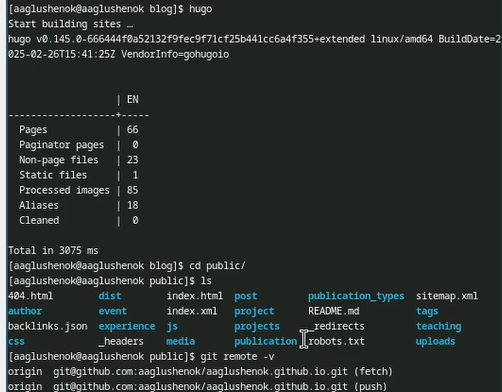 [aaglushenok@aaglushenok blog]$ hugo
Start building sites …
hugo v0.145.0-666444f0a52132f9fec9f71cf25b441cc6a4f355+extended linux/amd64 BuildDate=2
025-02-26T15:41:25Z VendorInfo=gohugoio
| EN
-------------------+-----
Pages | 66
Paginator pages | 0
Non-page files | 23
Static files | 1
Processed images | 85
Aliases | 18
Cleaned | 0
Total in 3075 ms
[aaglushenok@aaglushenok blog]$ cd public/
[aaglushenok@aaglushenok public]$ ls
404.html dist index.html post publication_types sitemap.xml
author event index.xml project README.md tags
backlinks.json experience js projects _redirects teaching
css _headers media publication robots.txt uploads
[aaglushenok@aaglushenok public]$ git remote -v
origin git@github.com:aaglushenok/aaglushenok.github.io.git (fetch)
origin git@github.com:aaglushenok/aaglushenok.github.io.git (push)